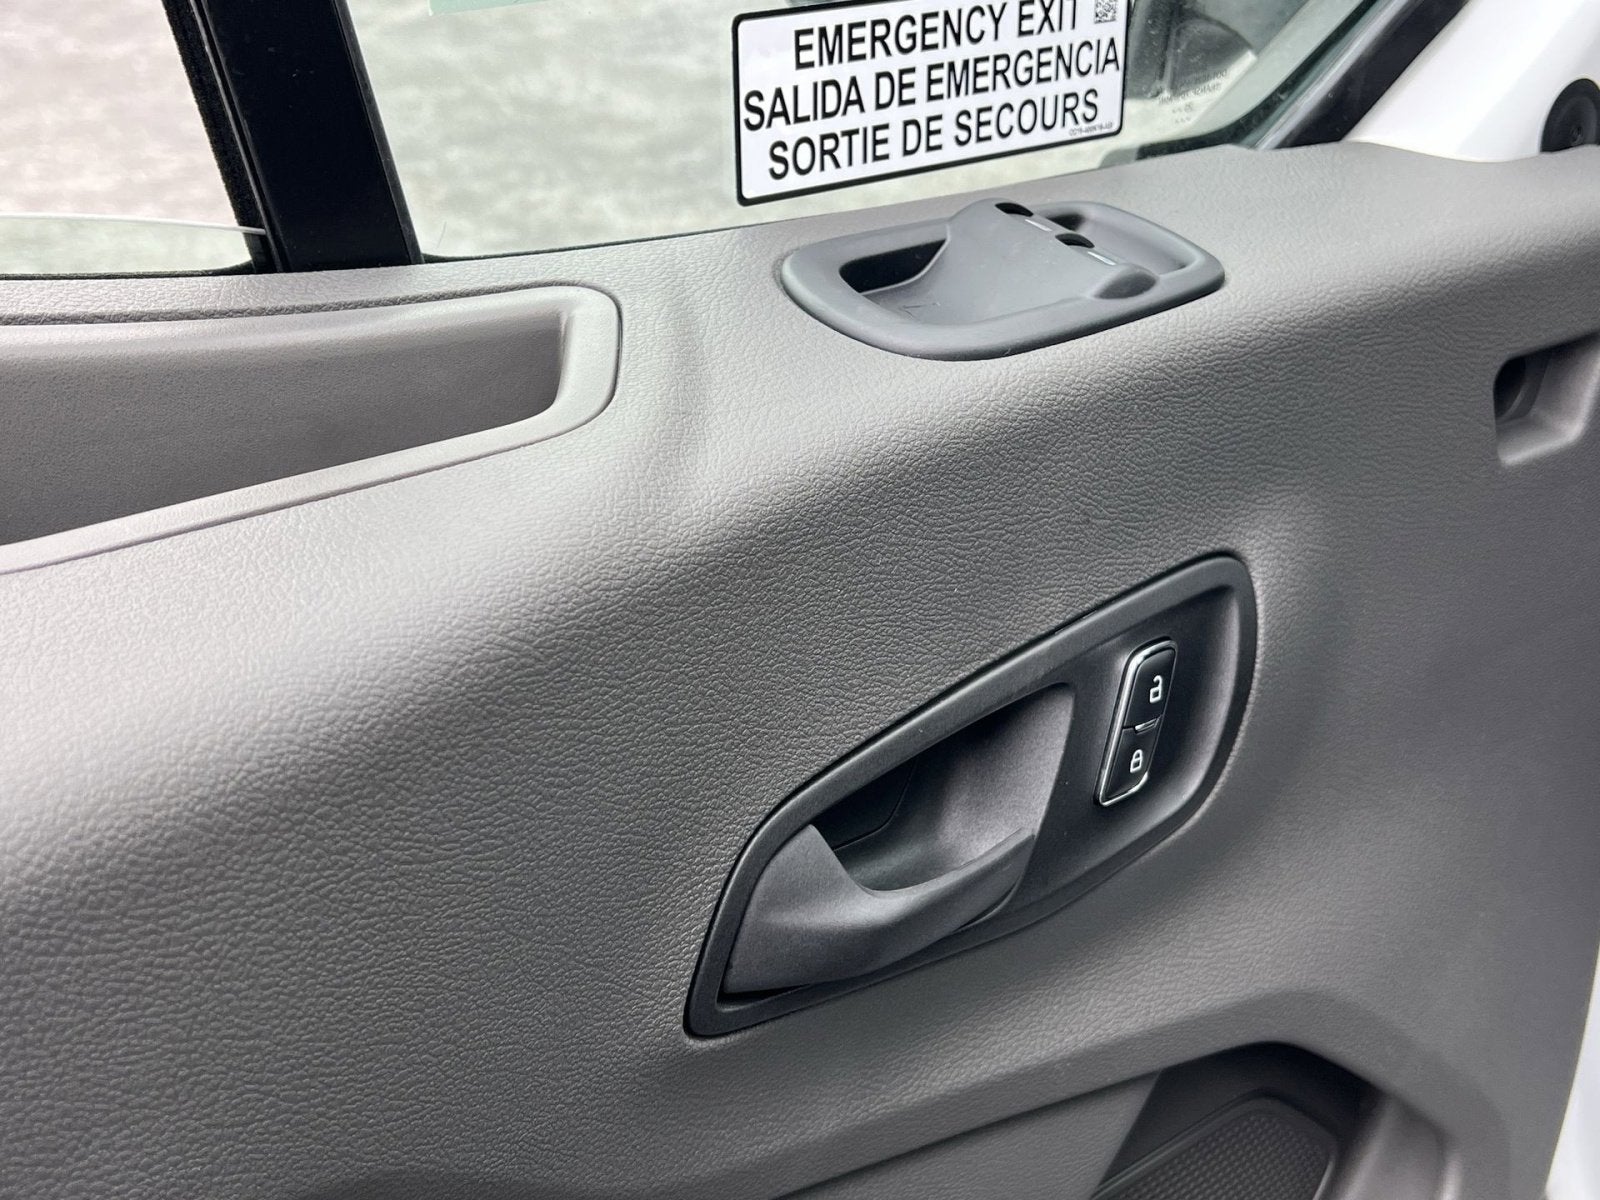 EMERGENCY EXIT
SALIDA DE EMERGENCIA
SORTIE DE SECOURS